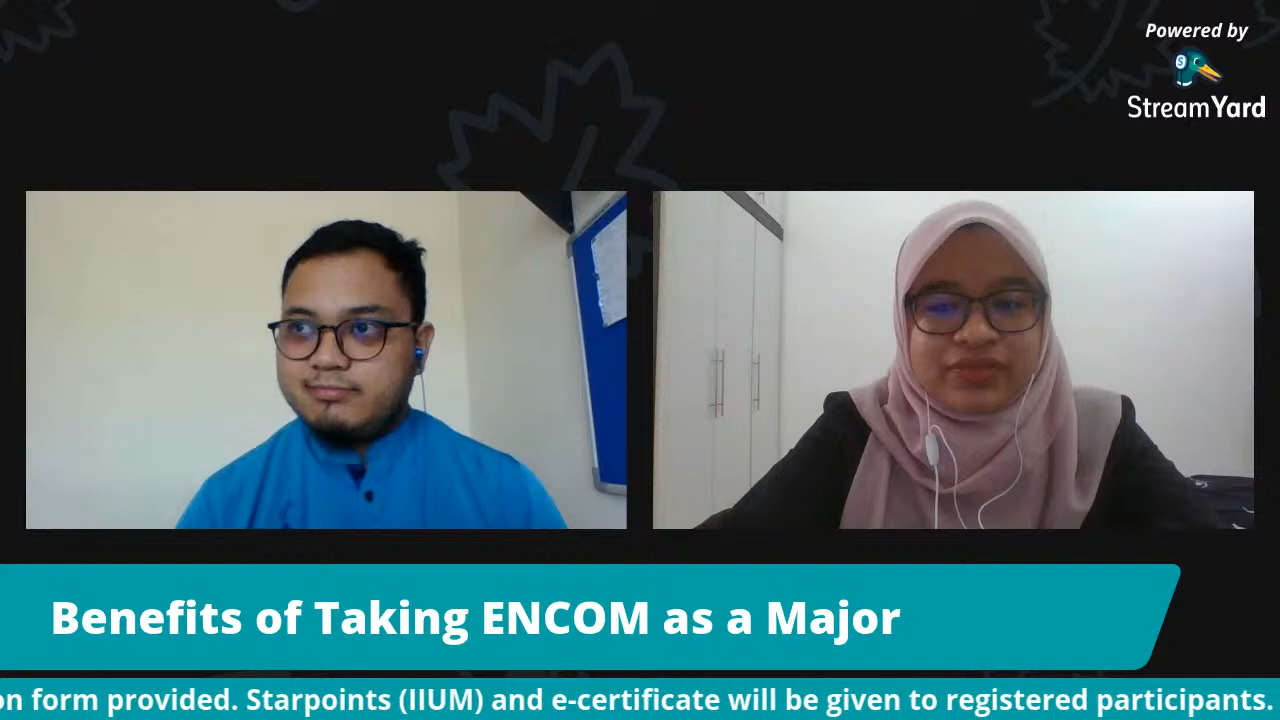 Powered by
StreamYard
Benefits of Taking ENCOM as a Major
form provided. Starpoints (IIUM) and e-certificate will be given to registered participants.